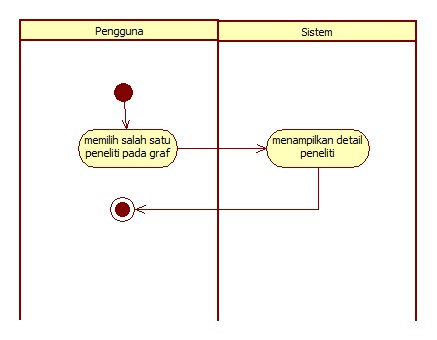 Pengguna
Sistem
memilih salah satu
peneliti pada graf
menampilkan detail
peneliti